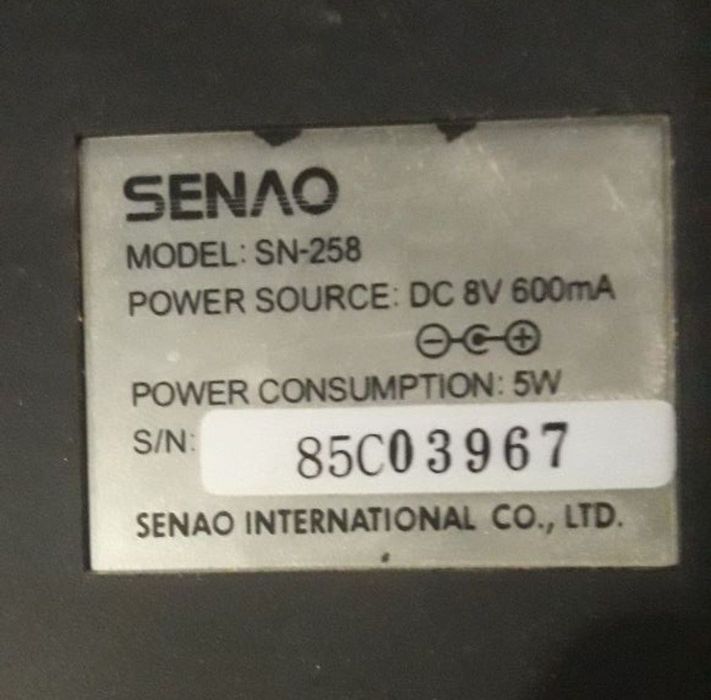 SENAO
MODEL: SN-258
POWER SOURCE: DC 8V 600mA
POWER CONSUMPTION: 5W
S/N: 85C03967
SENAO INTERNATIONAL CO., LTD.